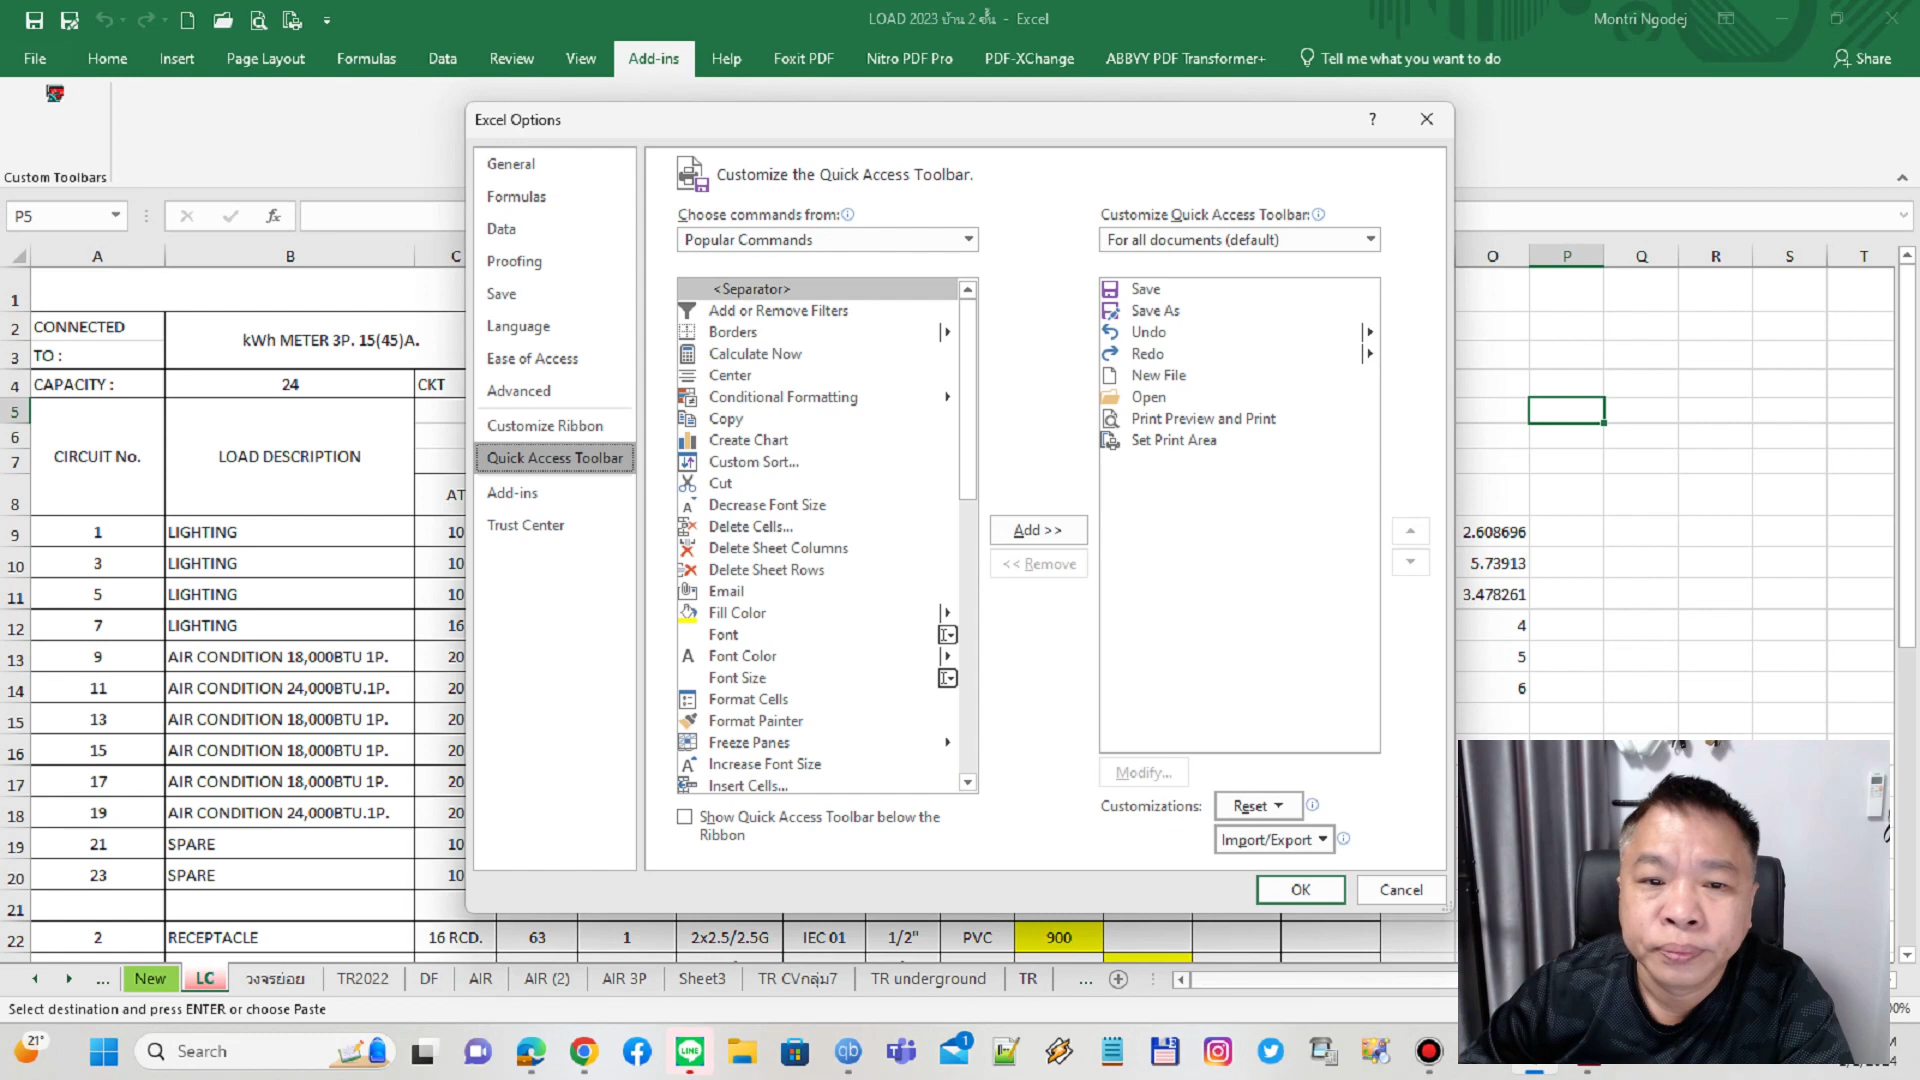 LOAD 2023 บ้าน 2 ชั้น - Excel
Montri Ngodej
File Home Insert Page Layout Formulas Data Review View Add-ins Help Foxit PDF Nitro PDF Pro PDF-XChange ABBYY PDF Transformer+ Tell me what you want to do Share
Custom Toolbars
Excel Options
?
General
Formulas
Data
Proofing
Save
Language
Ease of Access
Advanced
Customize Ribbon
Quick Access Toolbar
Add-ins
Trust Center
Customize the Quick Access Toolbar.
Choose commands from:
Popular Commands
<Separator>
Add or Remove Filters
Borders
Calculate Now
Center
Conditional Formatting
Copy
Create Chart
Custom Sort...
Cut
Decrease Font Size
Delete Cells...
Delete Sheet Columns
Delete Sheet Rows
Email
Fill Color
Font
Font Color
Font Size
Format Cells
Format Painter
Freeze Panes
Increase Font Size
Insert Cells...
Show Quick Access Toolbar below the
Ribbon
Add >>
<< Remove
Customize Quick Access Toolbar:
For all documents (default)
Save
Save As
Undo
Redo
New File
Open
Print Preview and Print
Set Print Area
Modify...
Customizations: Reset
Import/Export
OK Cancel
P5 fx
A B C O P Q R S T
1
2 CONNECTED
3 TO :
kWh METER 3P. 15(45)A.
4 CAPACITY : 24 CKT
5
6
7
8
CIRCUIT No. LOAD DESCRIPTION
AT
9 1 LIGHTING 10 2.608696
10 3 LIGHTING 10 5.73913
11 5 LIGHTING 10 3.478261
12 7 LIGHTING 16 4
13 9 AIR CONDITION 18,000BTU 1P. 20 5
14 11 AIR CONDITION 24,000BTU.1P. 20 6
15 13 AIR CONDITION 18,000BTU 1P. 20
16 15 AIR CONDITION 18,000BTU 1P. 20
17 17 AIR CONDITION 18,000BTU 1P. 20
18 19 AIR CONDITION 24,000BTU.1P. 20
19 21 SPARE 10
20 23 SPARE 10
21
22 2 RECEPTACLE 16 RCD. 63 1 2x2.5/2.5G IEC 01 1/2" PVC 900
... New LC วงจรย่อย TR2022 DF AIR AIR (2) AIR 3P Sheet3 TR CVกลุ่ม7 TR underground TR ...
Select destination and press ENTER or choose Paste
21°
Search
LINE
qb
1